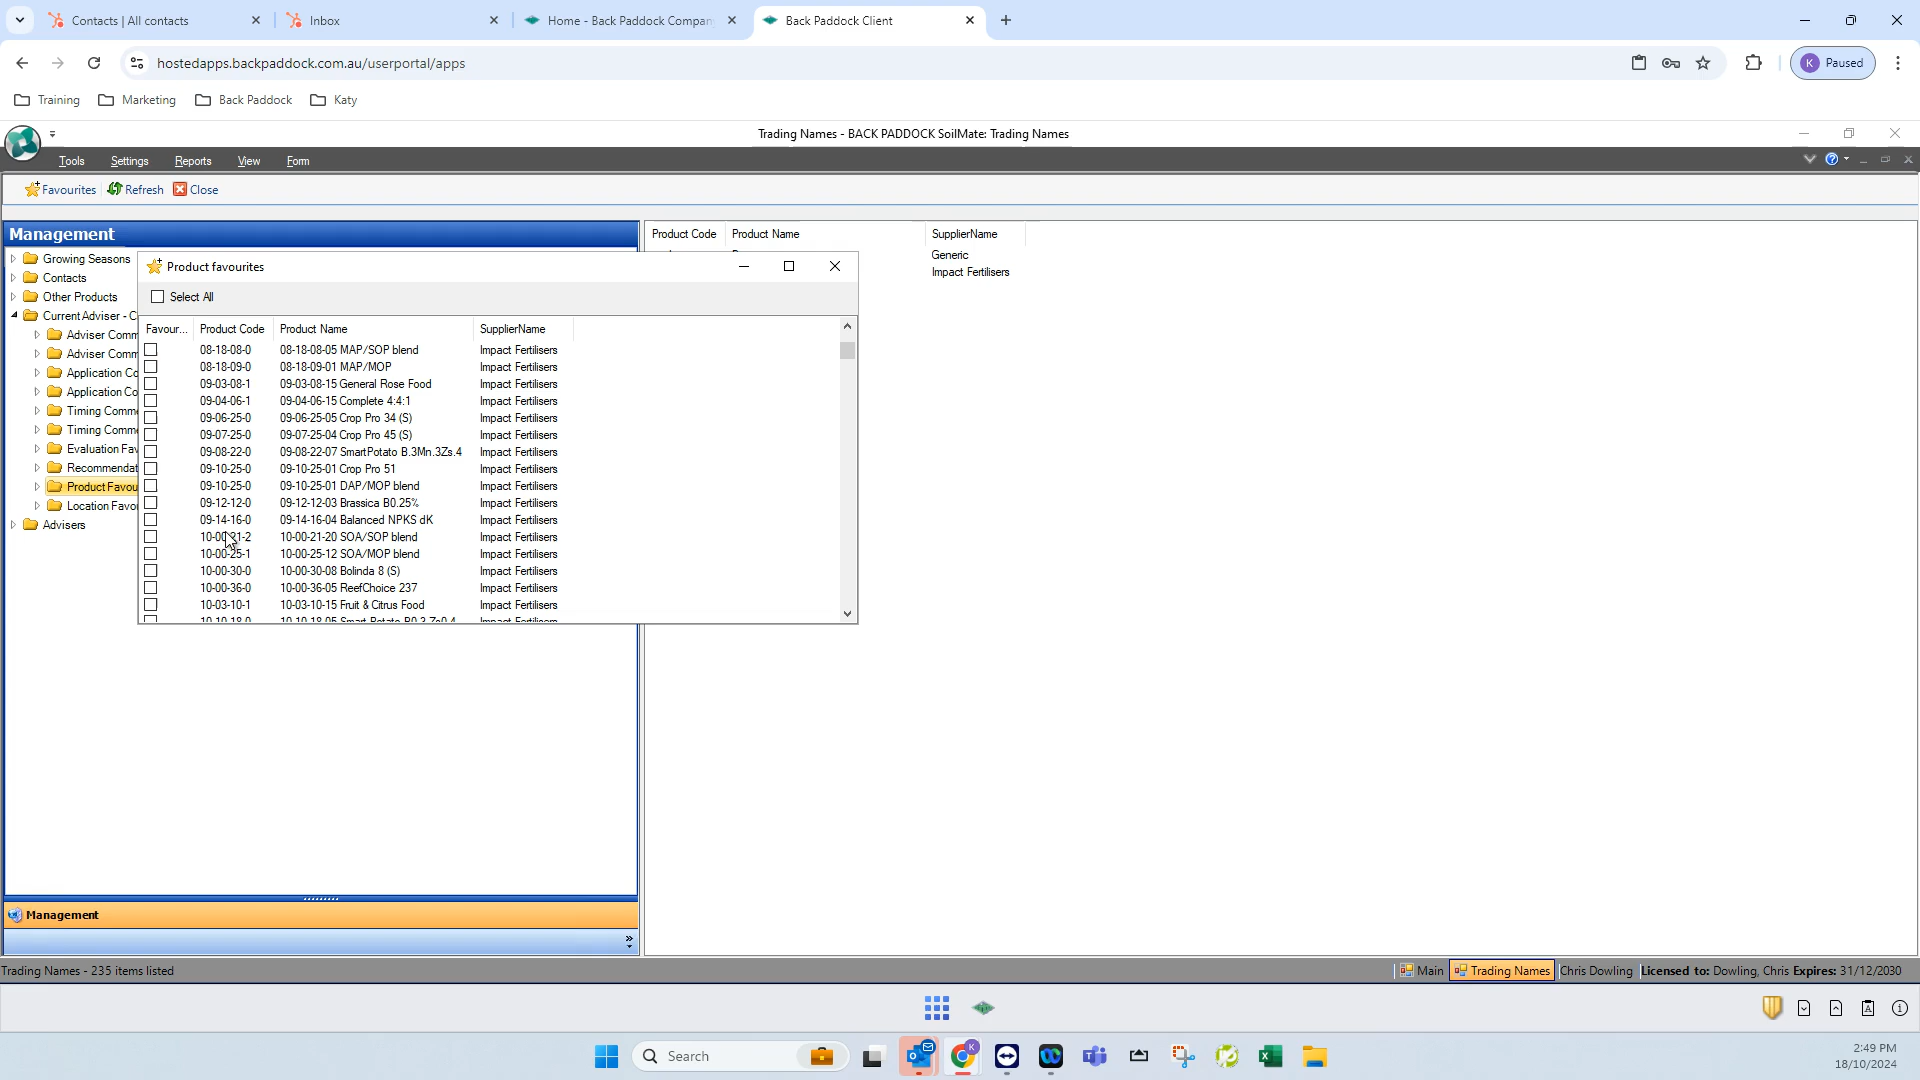 Contacts | All contacts
Inbox
Home - Back Paddock Compan
Back Paddock Client
hostedapps.backpaddock.com.au/userportal/apps
K Paused
Training
Marketing
Back Paddock
Katy
Trading Names - BACK PADDOCK SoilMate: Trading Names
Tools Settings Reports View Form
Favourites Refresh Close
Management
Product Code Product Name SupplierName
Growing Seasons
Generic
Contacts
Impact Fertilisers
Other Products
Current Adviser - C
Adviser Comm
Adviser Comm
Application Co
Application Co
Timing Comme
Timing Comme
Evaluation Fav
Recommendat
Product Favou
Location Favo
Advisers
Product favourites
Select All
Favour... Product Code Product Name SupplierName
08-18-08-0 08-18-08-05 MAP/SOP blend Impact Fertilisers
08-18-09-0 08-18-09-01 MAP/MOP Impact Fertilisers
09-03-08-1 09-03-08-15 General Rose Food Impact Fertilisers
09-04-06-1 09-04-06-15 Complete 4:4:1 Impact Fertilisers
09-06-25-0 09-06-25-05 Crop Pro 34 (S) Impact Fertilisers
09-07-25-0 09-07-25-04 Crop Pro 45 (S) Impact Fertilisers
09-08-22-0 09-08-22-07 SmartPotato B.3Mn.3Zs.4 Impact Fertilisers
09-10-25-0 09-10-25-01 Crop Pro 51 Impact Fertilisers
09-10-25-0 09-10-25-01 DAP/MOP blend Impact Fertilisers
09-12-12-0 09-12-12-03 Brassica B0.25% Impact Fertilisers
09-14-16-0 09-14-16-04 Balanced NPKS dK Impact Fertilisers
10-00-21-2 10-00-21-20 SOA/SOP blend Impact Fertilisers
10-00-25-1 10-00-25-12 SOA/MOP blend Impact Fertilisers
10-00-30-0 10-00-30-08 Bolinda 8 (S) Impact Fertilisers
10-00-36-0 10-00-36-05 ReefChoice 237 Impact Fertilisers
10-03-10-1 10-03-10-15 Fruit & Citrus Food Impact Fertilisers
Management
Trading Names - 235 items listed
Main
Trading Names
Chris Dowling
Licensed to: Dowling, Chris Expires: 31/12/2030
Search
2:49 PM
18/10/2024